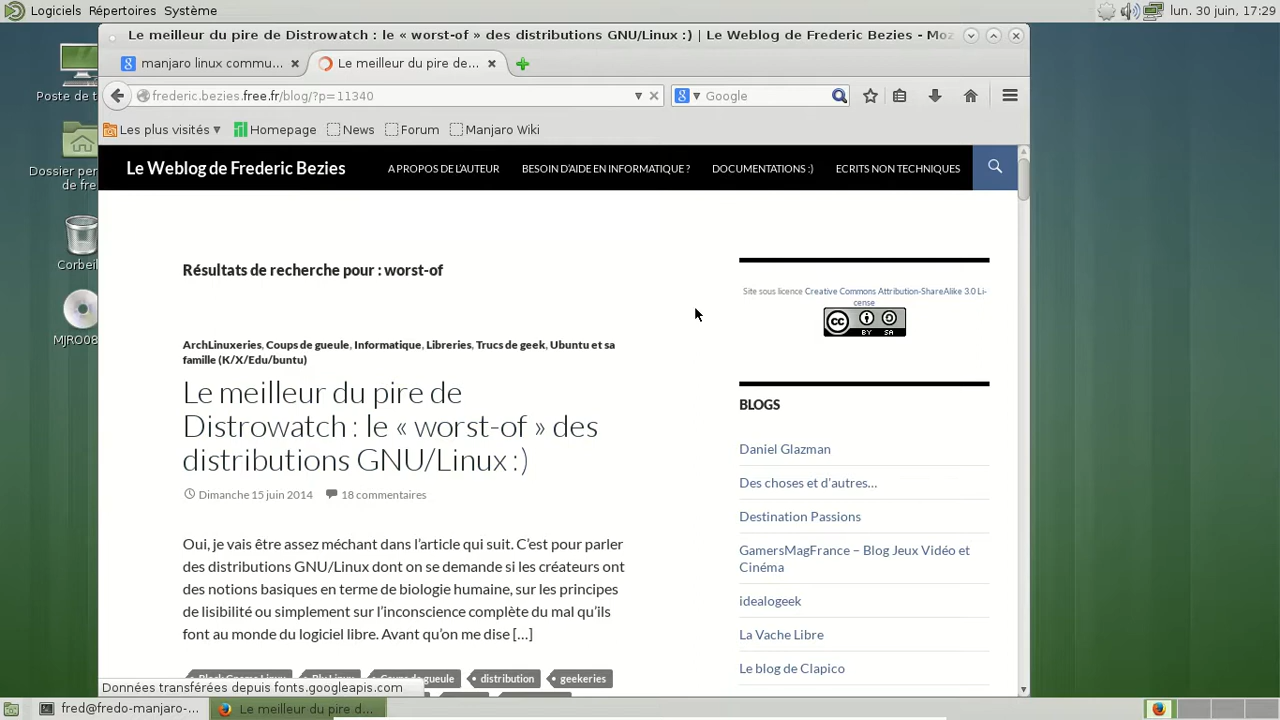 Logiciels Répertoires Système
lun. 30 juin, 17:29
Le meilleur du pire de Distrowatch : le « worst-of » des distributions GNU/Linux :) | Le Weblog de Frederic Bezies - Moz
manjaro linux commu...
Le meilleur du pire de...
frederic.bezies.free.fr/blog/?p=11340
Google
Les plus visités
Homepage
News
Forum
Manjaro Wiki
Poste de t
Dossier per
de fre
Corbeil
MJRO08
Le Weblog de Frederic Bezies
A PROPOS DE L'AUTEUR
BESOIN D'AIDE EN INFORMATIQUE ?
DOCUMENTATIONS :)
ECRITS NON TECHNIQUES
Résultats de recherche pour : worst-of
ArchLinuxeries, Coups de gueule, Informatique, Libreries, Trucs de geek, Ubuntu et sa
famille (K/X/Edu/buntu)
Le meilleur du pire de
Distrowatch : le « worst-of » des
distributions GNU/Linux :)
Dimanche 15 juin 2014
18 commentaires
Oui, je vais être assez méchant dans l'article qui suit. C'est pour parler
des distributions GNU/Linux dont on se demande si les créateurs ont
des notions basiques en terme de biologie humaine, sur les principes
de lisibilité ou simplement sur l'inconscience complète du mal qu'ils
font au monde du logiciel libre. Avant qu'on me dise […]
Coups de gueule
distribution
geekeries
Site sous licence Creative Commons Attribution-ShareAlike 3.0 Li-
cense
CC BY SA
BLOGS
Daniel Glazman
Des choses et d'autres…
Destination Passions
GamersMagFrance – Blog Jeux Vidéo et
Cinéma
idealogeek
La Vache Libre
Le blog de Clapico
Données transférées depuis fonts.googleapis.com
fred@fredo-manjaro-...
Le meilleur du pire d...